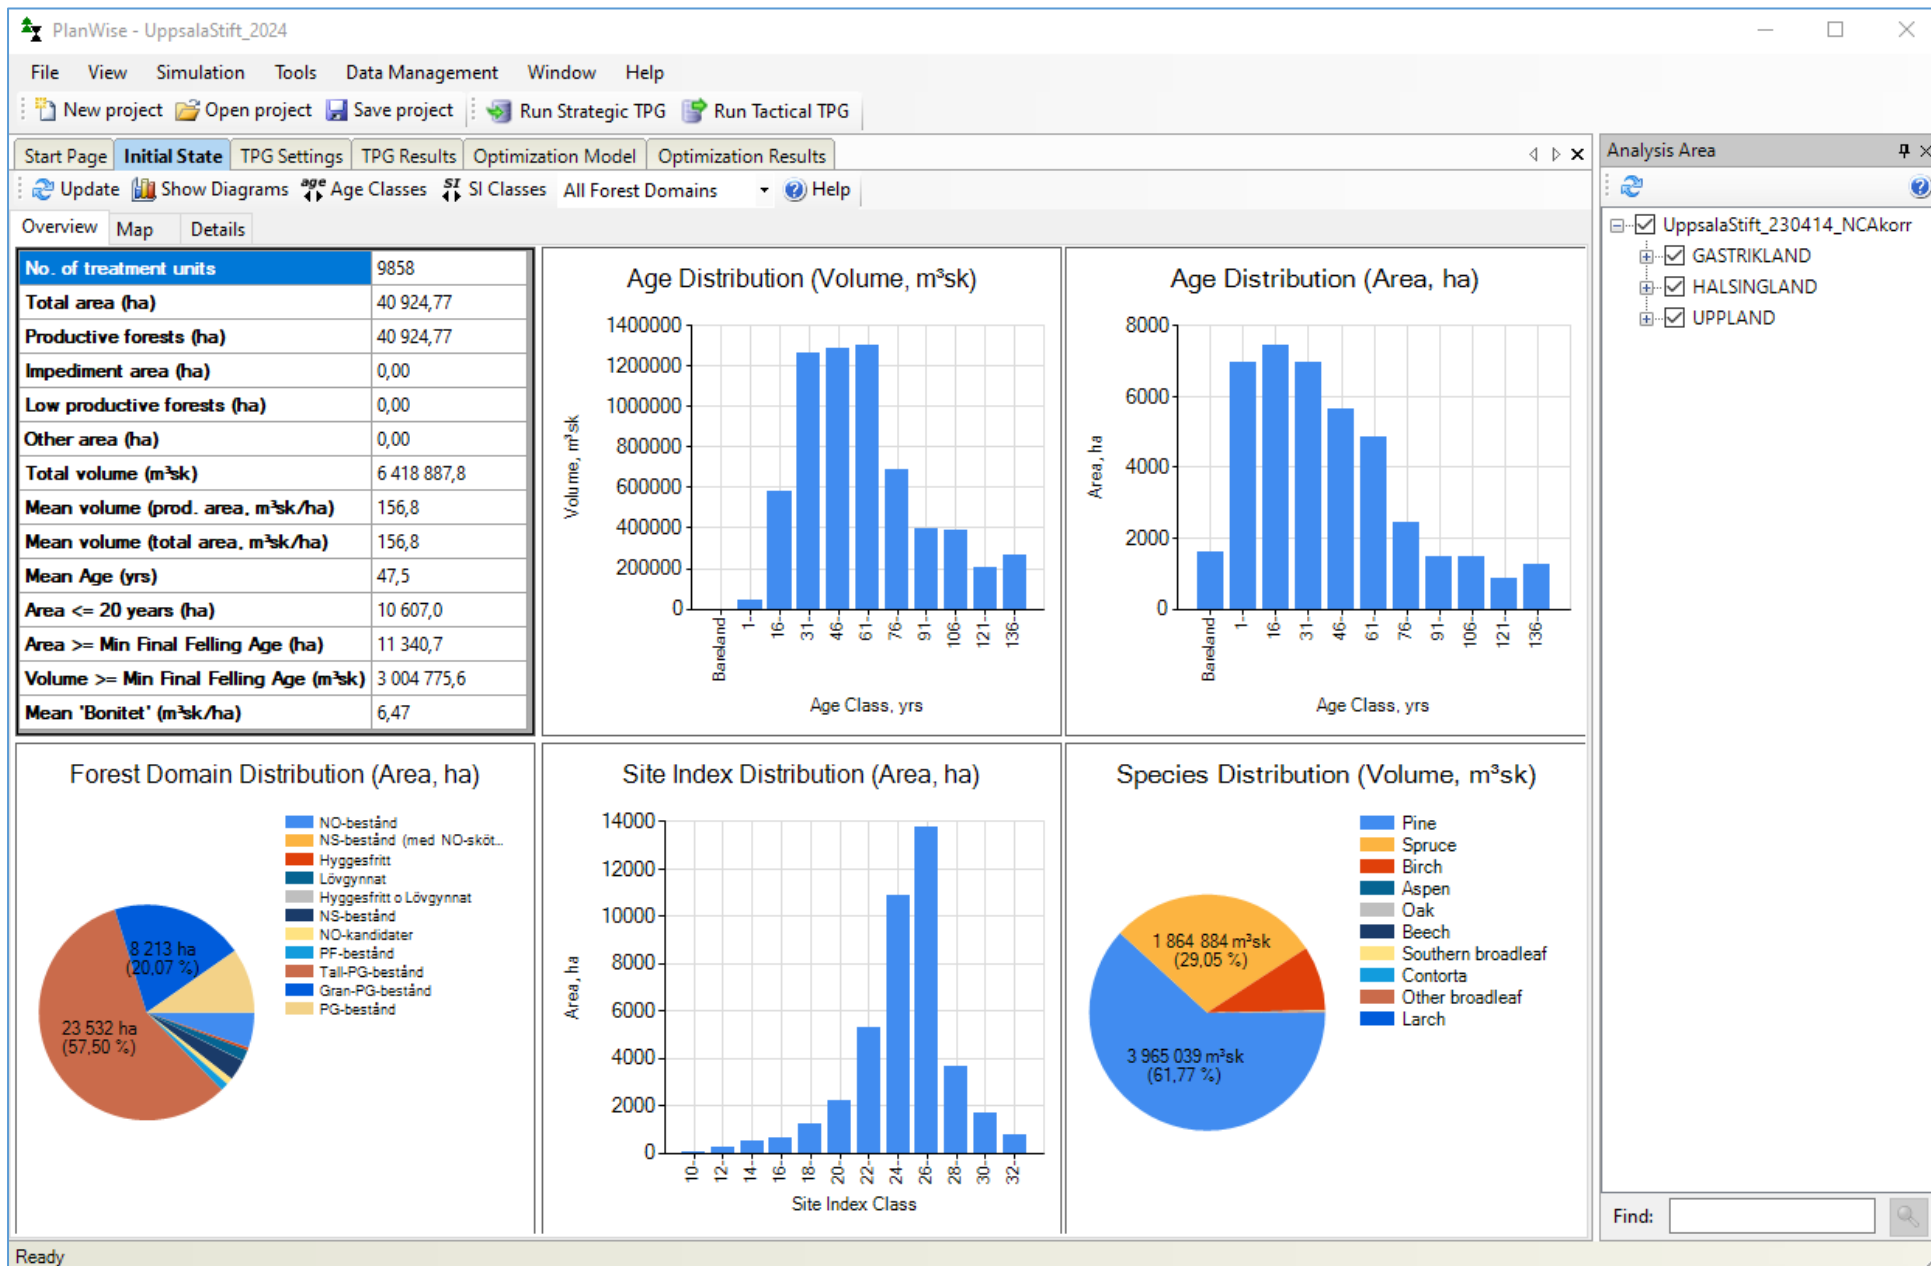 PlanWise - UppsalaStift_2024
File View Simulation Tools Data Management Window Help
New project Open project Save project Run Strategic TPG Run Tactical TPG
Start Page Initial State TPG Settings TPG Results Optimization Model Optimization Results
Update Show Diagrams age Age Classes SI SI Classes All Forest Domains Help
Overview Map Details
No. of treatment units 9858
Total area (ha) 40 924,77
Productive forests (ha) 40 924,77
Impediment area (ha) 0,00
Low productive forests (ha) 0,00
Other area (ha) 0,00
Total volume (m³sk) 6 418 887,8
Mean volume (prod. area, m³sk/ha) 156,8
Mean volume (total area, m³sk/ha) 156,8
Mean Age (yrs) 47,5
Area <= 20 years (ha) 10 607,0
Area >= Min Final Felling Age (ha) 11 340,7
Volume >= Min Final Felling Age (m³sk) 3 004 775,6
Mean 'Bonitet' (m³sk/ha) 6,47
Age Distribution (Volume, m³sk)
Volume, m³sk
1400000
1200000
1000000
800000
600000
400000
200000
0
Bareland 1- 16- 31- 46- 61- 76- 91- 106- 121- 136-
Age Class, yrs
Age Distribution (Area, ha)
Area, ha
8000
6000
4000
2000
0
Bareland 1- 16- 31- 46- 61- 76- 91- 106- 121- 136-
Age Class, yrs
Forest Domain Distribution (Area, ha)
8 213 ha
(20,07 %)
23 532 ha
(57,50 %)
NO-bestånd
NS-bestånd (med NO-sköt...
Hyggesfritt
Lövgynnat
Hyggesfritt o Lövgynnat
NS-bestånd
NO-kandidater
PF-bestånd
Tall-PG-bestånd
Gran-PG-bestånd
PG-bestånd
Site Index Distribution (Area, ha)
Area, ha
14000
12000
10000
8000
6000
4000
2000
0
10- 12- 14- 16- 18- 20- 22- 24- 26- 28- 30- 32-
Site Index Class
Species Distribution (Volume, m³sk)
1 864 884 m³sk
(29,05 %)
3 965 039 m³sk
(61,77 %)
Pine
Spruce
Birch
Aspen
Oak
Beech
Southern broadleaf
Contorta
Other broadleaf
Larch
Analysis Area
UppsalaStift_230414_NCAkorr
GASTRIKLAND
HALSINGLAND
UPPLAND
Find:
Ready